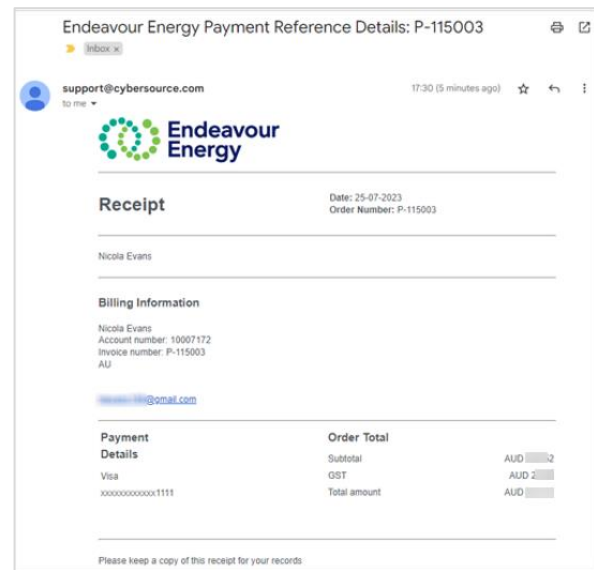 Endeavour Energy Payment Reference Details: P-115003
Inbox x
support@cybersource.com 17:30 (5 minutes ago)
to me
Endeavour
Energy
Receipt
Date: 25-07-2023
Order Number: P-115003
Nicola Evans
Billing Information
Nicola Evans
Account number: 10007172
Invoice number: P-115003
AU
@gmail.com
Payment
Details
Visa
xxxxxxxxxxxx1111
Order Total
Subtotal AUD
GST AUD
Total amount AUD
Please keep a copy of this receipt for your records